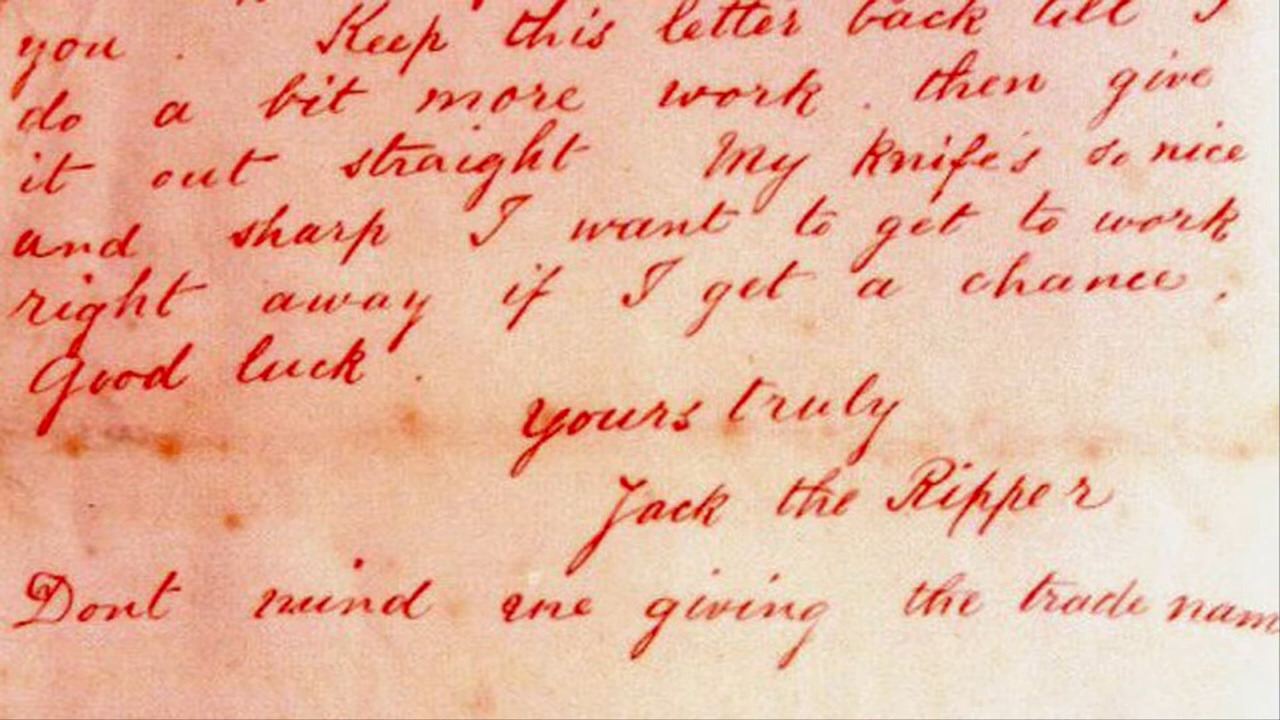 you . Keep this letter back till I
do a bit more work . then give
it out straight My knife's so nice
and sharp I want to get to work
right away if I get a chance .
Good luck .
yours truly
Jack the Ripper
Dont mind me giving the trade nam